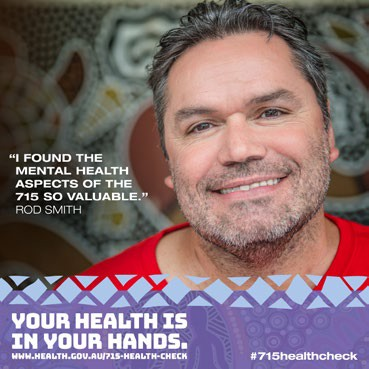 “I FOUND THE
MENTAL HEALTH
ASPECTS OF THE
715 SO VALUABLE.”
ROD SMITH
YOUR HEALTH IS
IN YOUR HANDS.
WWW.HEALTH.GOV.AU/715-HEALTH-CHECK
#715healthcheck